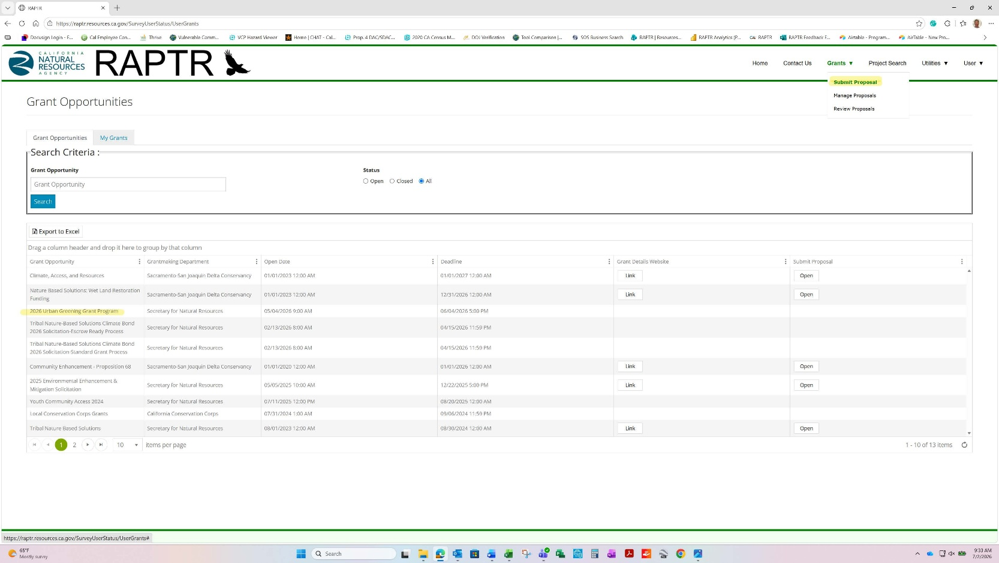 RAPTR
https://raptr.resources.ca.gov/SurveyUserStatus/UserGrants
Docusign Login - E...
Cal Employee Con...
Thrive
Vulnerable Comm...
VCP Hazard Viewer
Home | CHAT - Cal...
Prop. 4 DAC/SDAC...
2020 CA Census M...
DOJ Verification
Tool Comparison |...
SOS Business Search
RAPTR | Resources...
RAPTR Analytics (P...
RAPTR
RAPTR Feedback F...
Airtable - Program...
AirTable - New Pro...
CALIFORNIA
NATURAL
RESOURCES
AGENCY
RAPTR
Home
Contact Us
Grants ▼
Project Search
Utilities ▼
User ▼
Submit Proposal
Manage Proposals
Review Proposals
Grant Opportunities
Grant Opportunities
My Grants
Search Criteria :
Grant Opportunity
Status
Grant Opportunity
Open
Closed
All
Search
Export to Excel
Drag a column header and drop it here to group by that column
Grant Opportunity
Grantmaking Department
Open Date
Deadline
Grant Details Website
Submit Proposal
Climate, Access, and Resources
Sacramento-San Joaquin Delta Conservancy
01/01/2023 12:00 AM
01/01/2027 12:00 AM
Link
Open
Nature Based Solutions: Wet Land Restoration
Funding
Sacramento-San Joaquin Delta Conservancy
01/01/2023 12:00 AM
12/31/2026 12:00 AM
Link
Open
2026 Urban Greening Grant Program
Secretary for Natural Resources
05/04/2026 9:00 AM
06/04/2026 5:00 PM
Tribal Nature-Based Solutions Climate Bond
2026 Solicitation-Escrow Ready Process
Secretary for Natural Resources
02/13/2026 8:00 AM
04/15/2026 11:59 PM
Tribal Nature-Based Solutions Climate Bond
2026 Solicitation-Standard Grant Process
Secretary for Natural Resources
02/13/2026 8:00 AM
04/15/2026 11:59 PM
Community Enhancement - Proposition 68
Sacramento-San Joaquin Delta Conservancy
01/01/2020 12:00 AM
01/01/2026 12:00 AM
Link
Open
2025 Environmental Enhancement &
Mitigation Solicitation
Secretary for Natural Resources
05/05/2025 10:00 AM
12/22/2025 5:00 PM
Link
Open
Youth Community Access 2024
Secretary for Natural Resources
07/11/2025 12:00 PM
08/20/2025 12:00 AM
Local Conservation Corps Grants
California Conservation Corps
07/31/2024 1:00 AM
09/06/2024 11:59 PM
Tribal Nature Based Solutions
Secretary for Natural Resources
08/01/2023 12:00 AM
08/30/2024 12:00 AM
Link
Open
1
2
10
items per page
1 - 10 of 13 items
https://raptr.resources.ca.gov/SurveyUserStatus/UserGrants#
65°F
Mostly sunny
Search
9:33 AM
7/2/2026